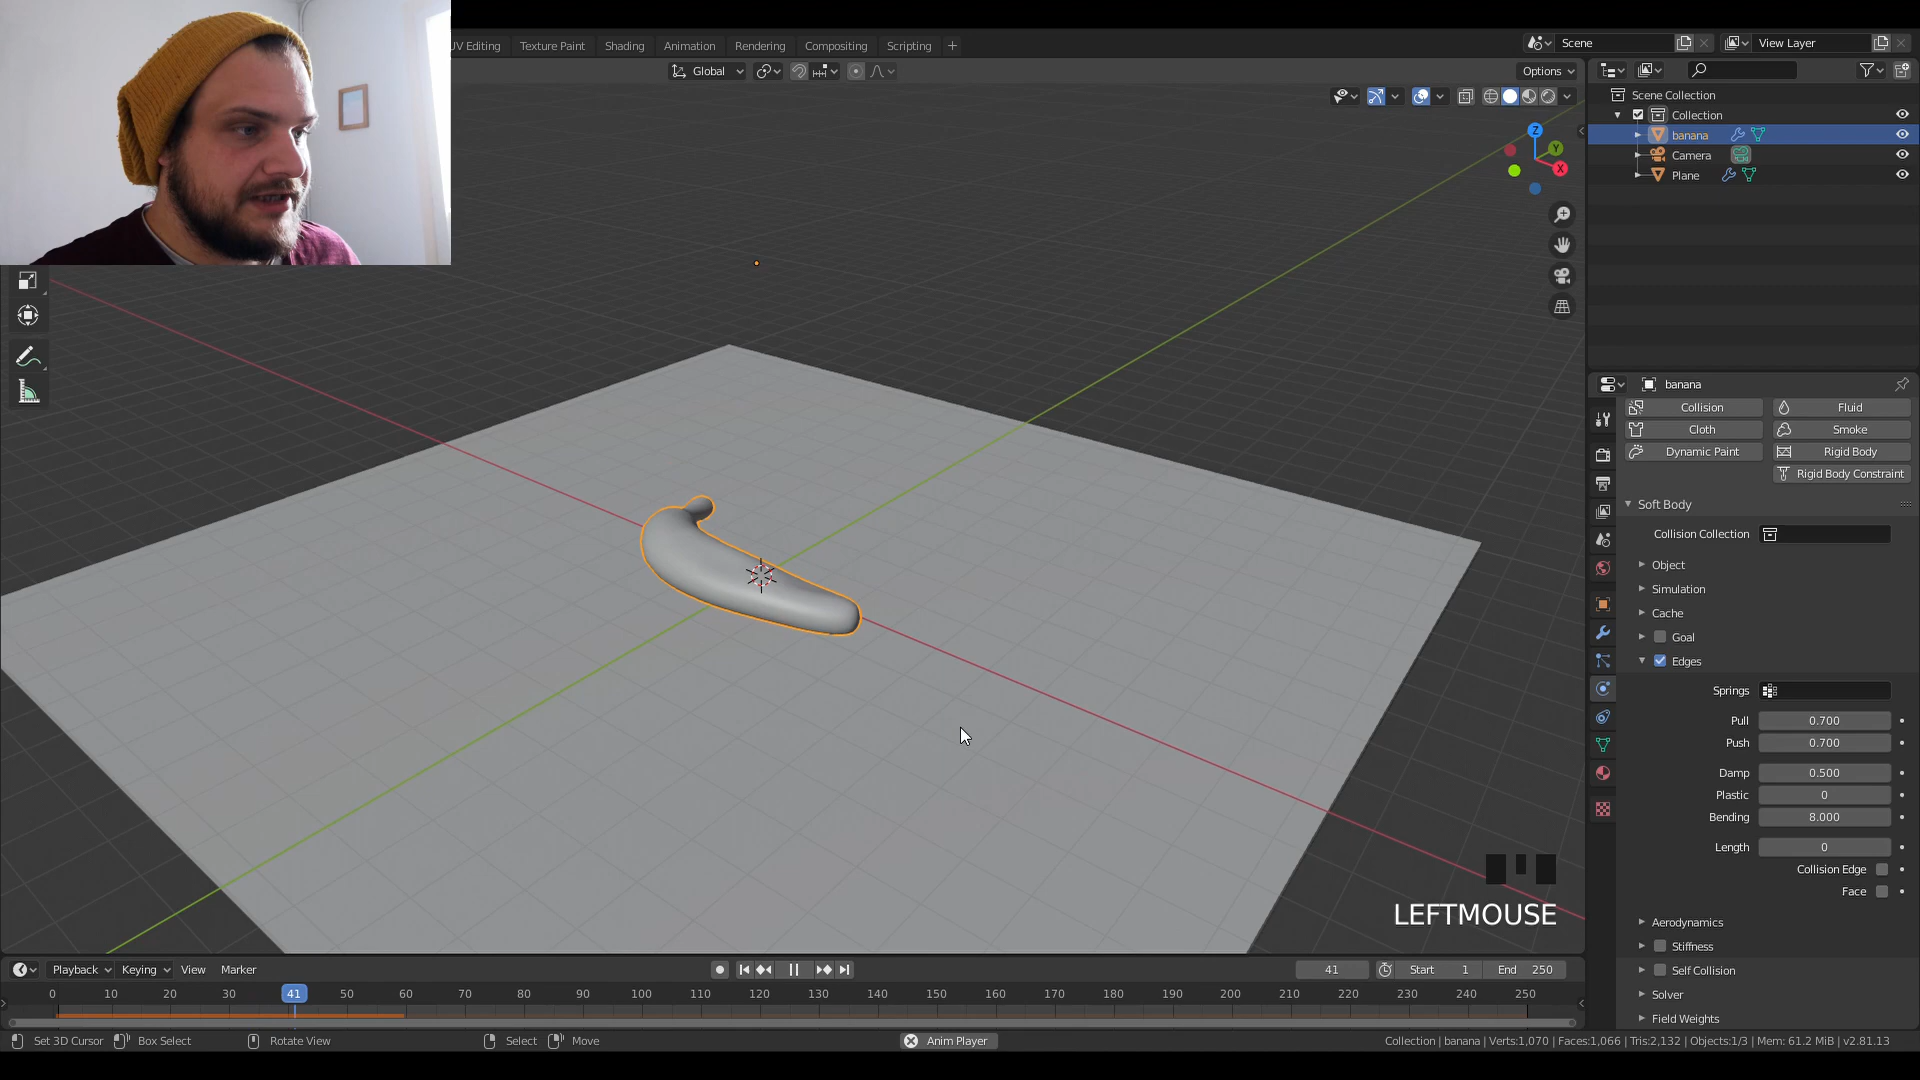 UV Editing Texture Paint Shading Animation Rendering Compositing Scripting +
Scene
View Layer
Global
Options
Scene Collection
Collection
banana
Camera
Plane
Z
Y
X
banana
Collision Fluid
Cloth Smoke
Dynamic Paint Rigid Body
Rigid Body Constraint
Soft Body
Collision Collection
Object
Simulation
Cache
Goal
Edges
Springs
Pull 0.700
Push 0.700
Damp 0.500
Plastic 0
Bending 8.000
Length 0
Collision Edge
Face
Aerodynamics
Stiffness
Self Collision
Solver
Field Weights
LEFTMOUSE
Playback Keying View Marker 41 Start 1 End 250
0 10 20 30 41 50 60 70 80 90 100 110 120 130 140 150 160 170 180 190 200 210 220 230 240 250
Set 3D Cursor Box Select Rotate View Select Move Anim Player Collection | banana | Verts:1,070 | Faces:1,066 | Tris:2,132 | Objects:1/3 | Mem: 61.2 MiB | v2.81.13